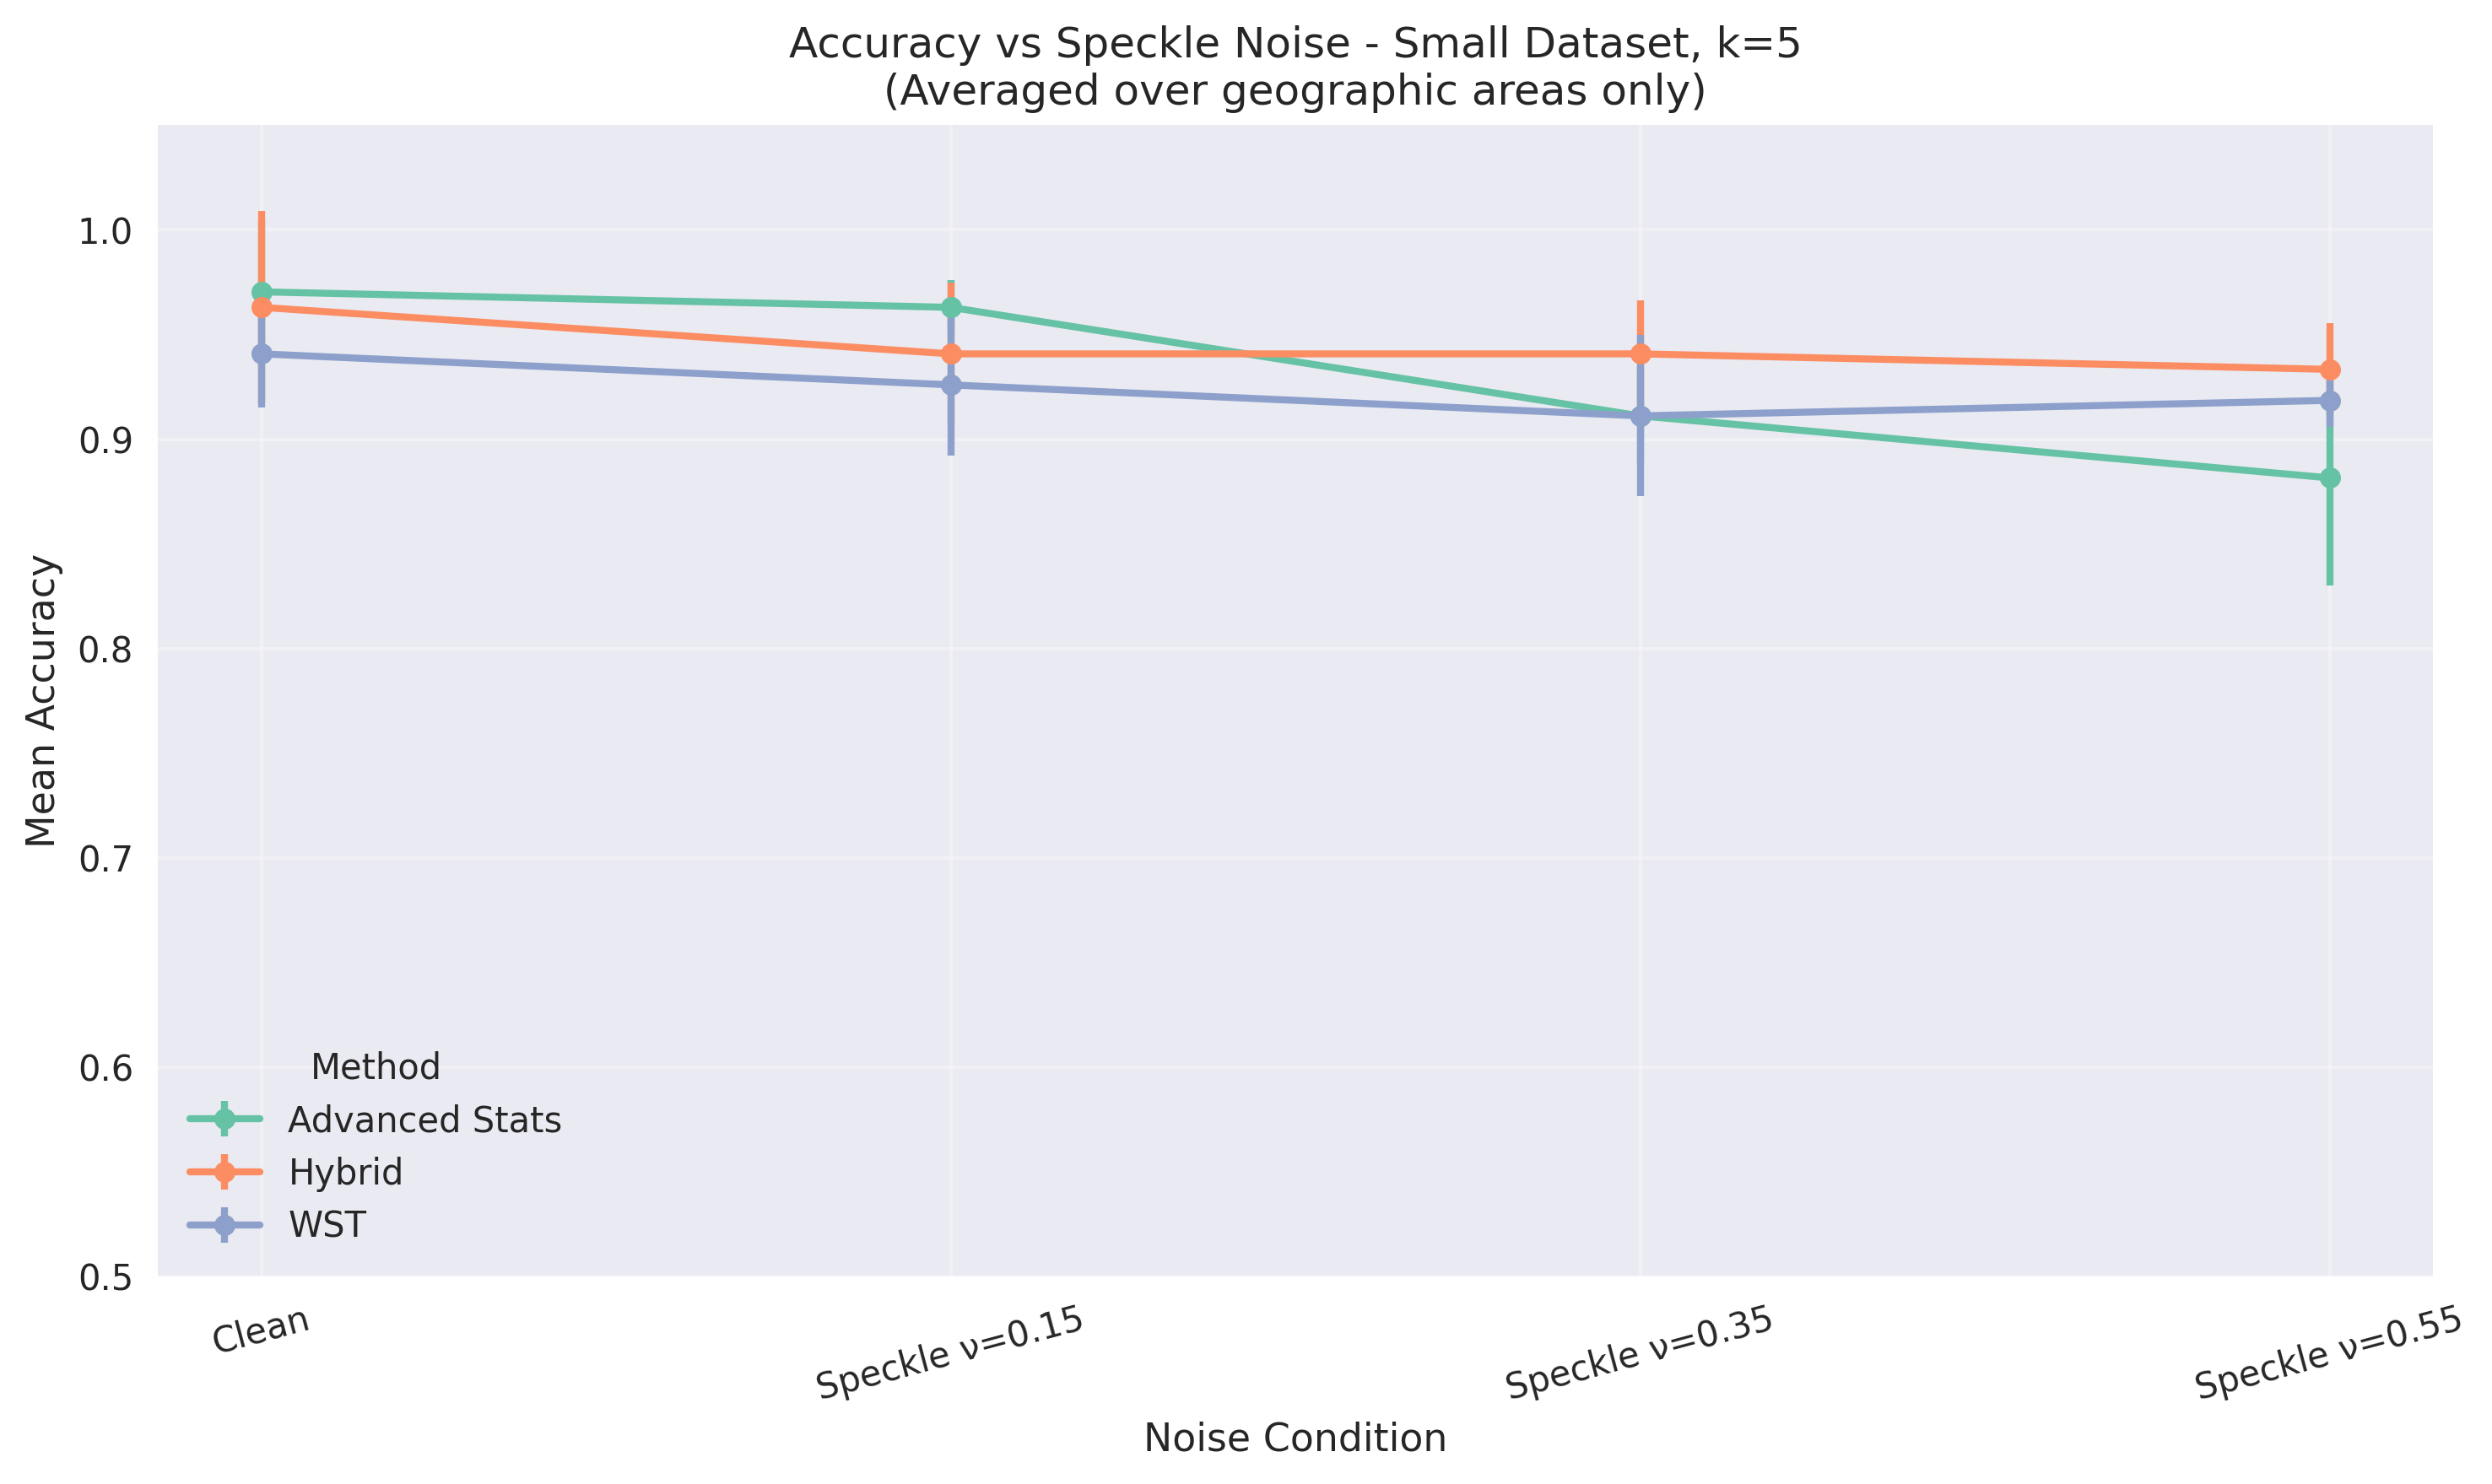 Accuracy vs Speckle Noise - Small Dataset, k=5
(Averaged over geographic areas only)
Mean Accuracy
1.0
0.9
0.8
0.7
0.6
0.5
Method
Advanced Stats
Hybrid
WST
Clean
Speckle ν=0.15
Speckle ν=0.35
Speckle ν=0.55
Noise Condition